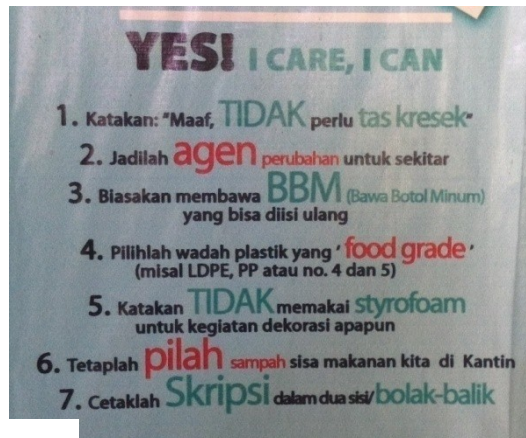 YES! I CARE, I CAN
1. Katakan: "Maaf, TIDAK perlu tas kresek"
2. Jadilah agen perubahan untuk sekitar
3. Biasakan membawa BBM (Bawa Botol Minum)
yang bisa diisi ulang
4. Pilihlah wadah plastik yang 'food grade'
(misal LDPE, PP atau no. 4 dan 5)
5. Katakan TIDAK memakai styrofoam
untuk kegiatan dekorasi apapun
6. Tetaplah pilah sampah sisa makanan kita di Kantin
7. Cetaklah Skripsi dalam dua sisi/bolak-balik